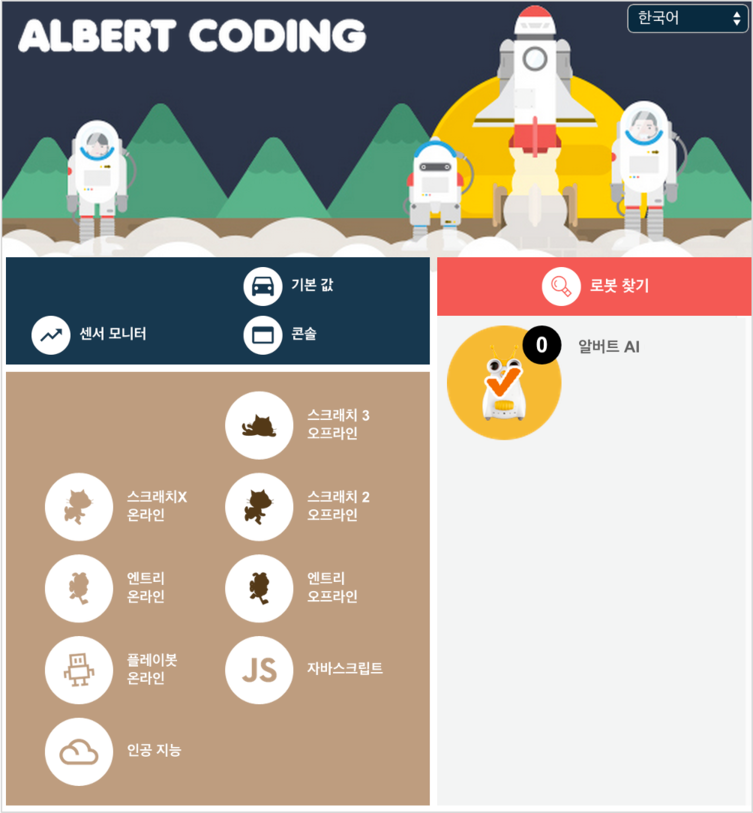 ALBERT CODING
한국어
기본 값
센서 모니터
콘솔
로봇 찾기
0
알버트 AI
스크래치 3
오프라인
스크래치X
온라인
스크래치 2
오프라인
엔트리
온라인
엔트리
오프라인
플레이봇
온라인
JS
자바스크립트
인공 지능